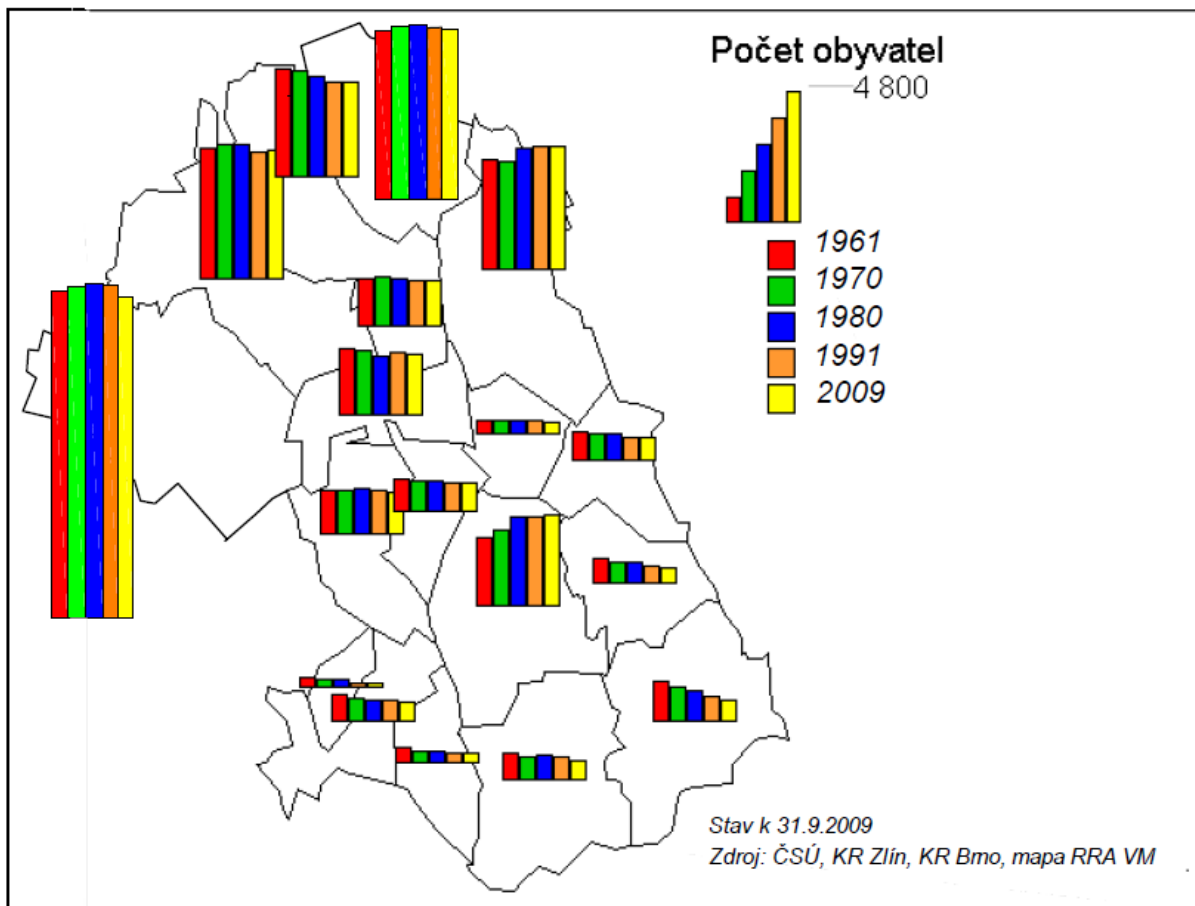 Počet obyvatel
4 800
1961
1970
1980
1991
2009
Stav k 31.9.2009
Zdroj: ČSÚ, KR Zlín, KR Brno, mapa RRA VM